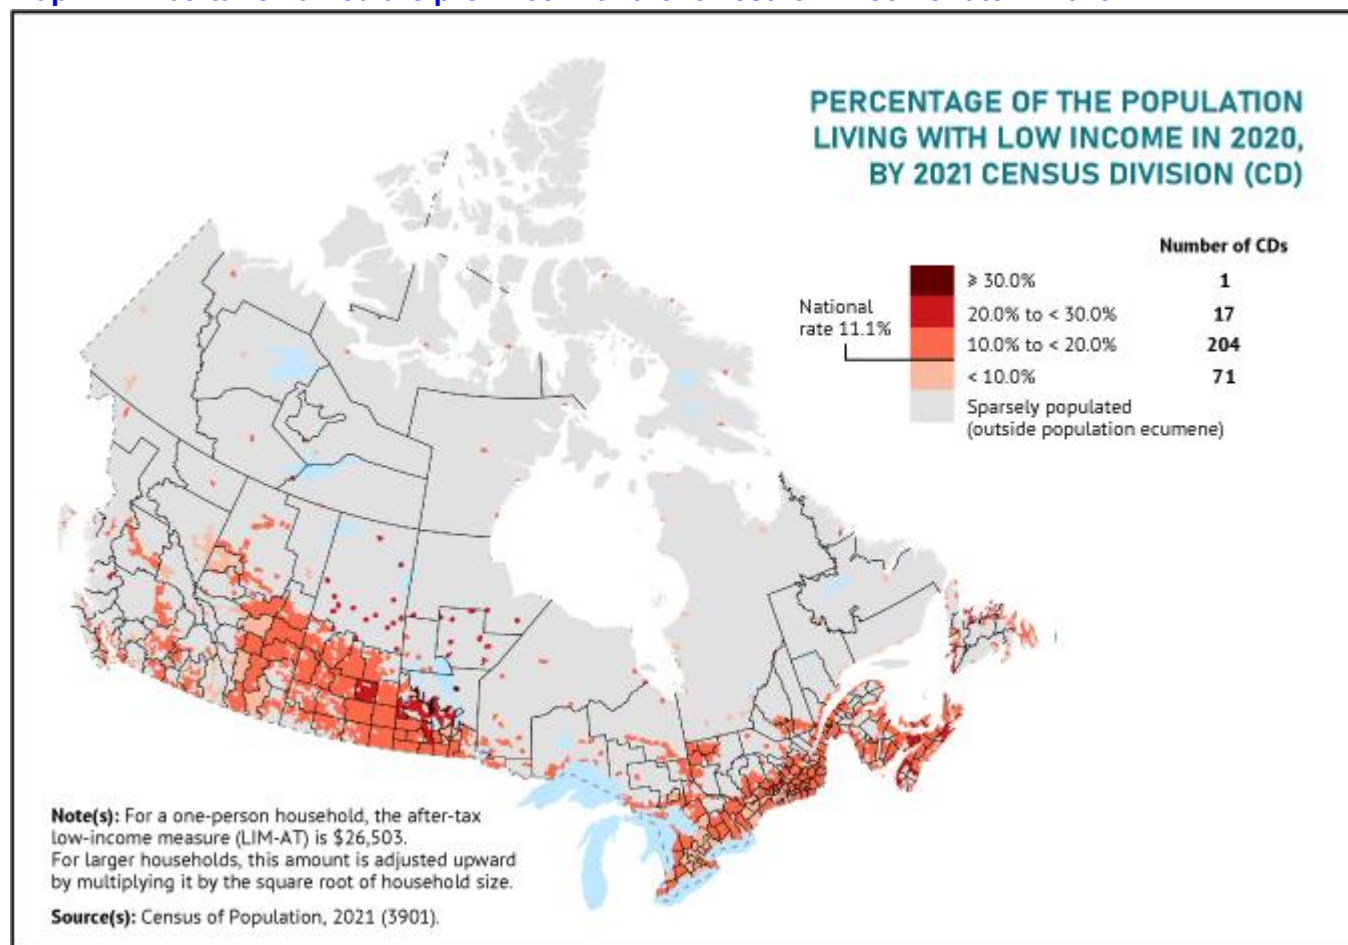 PERCENTAGE OF THE POPULATION
LIVING WITH LOW INCOME IN 2020,
BY 2021 CENSUS DIVISION (CD)
Number of CDs
⩾ 30.0% 1
20.0% to < 30.0% 17
10.0% to < 20.0% 204
< 10.0% 71
National
rate 11.1%
Sparsely populated
(outside population ecumene)
Note(s): For a one-person household, the after-tax
low-income measure (LIM-AT) is $26,503.
For larger households, this amount is adjusted upward
by multiplying it by the square root of household size.
Source(s): Census of Population, 2021 (3901).